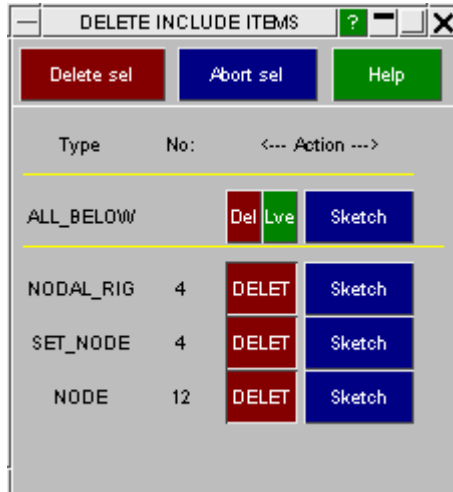 DELETE INCLUDE ITEMS ?
Delete sel Abort sel Help
Type No: <--- Action --->
ALL_BELOW Del Lve Sketch
NODAL_RIG 4 DELET Sketch
SET_NODE 4 DELET Sketch
NODE 12 DELET Sketch